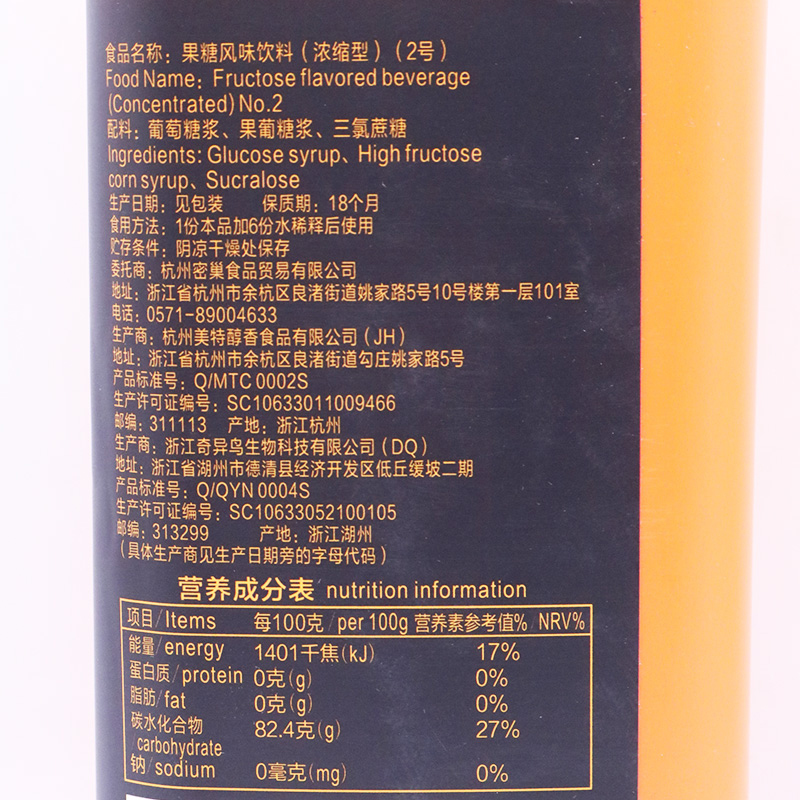 食品名称：果糖风味饮料（浓缩型）（2号）
Food Name: Fructose flavored beverage
(Concentrated) No.2
配料：葡萄糖浆、果葡糖浆、三氯蔗糖
Ingredients: Glucose syrup、High fructose
corn syrup、Sucralose
生产日期：见包装 保质期：18个月
食用方法：1份本品加6份水稀释后使用
贮存条件：阴凉干燥处保存
委托商：杭州密巢食品贸易有限公司
地址：浙江省杭州市余杭区良渚街道姚家路5号10号楼第一层101室
电话：0571-89004633
生产商：杭州美特醇香食品有限公司（JH）
地址：浙江省杭州市余杭区良渚街道勾庄姚家路5号
产品标准号：Q/MTC 0002S
生产许可证编号：SC10633011009466
邮编：311113 产地：浙江杭州
生产商：浙江奇异鸟生物科技有限公司（DQ）
地址：浙江省湖州市德清县经济开发区低丘缓坡二期
产品标准号：Q/QYN 0004S
生产许可证编号：SC10633052100105
邮编：313299 产地：浙江湖州
（具体生产商见生产日期旁的字母代码）
营养成分表 nutrition information
项目/Items 每100克/per 100g 营养素参考值% NRV%
能量/energy 1401千焦(kJ) 17%
蛋白质/protein 0克(g) 0%
脂肪/fat 0克(g) 0%
碳水化合物 82.4克(g) 27%
carbohydrate
钠/sodium 0毫克(mg) 0%